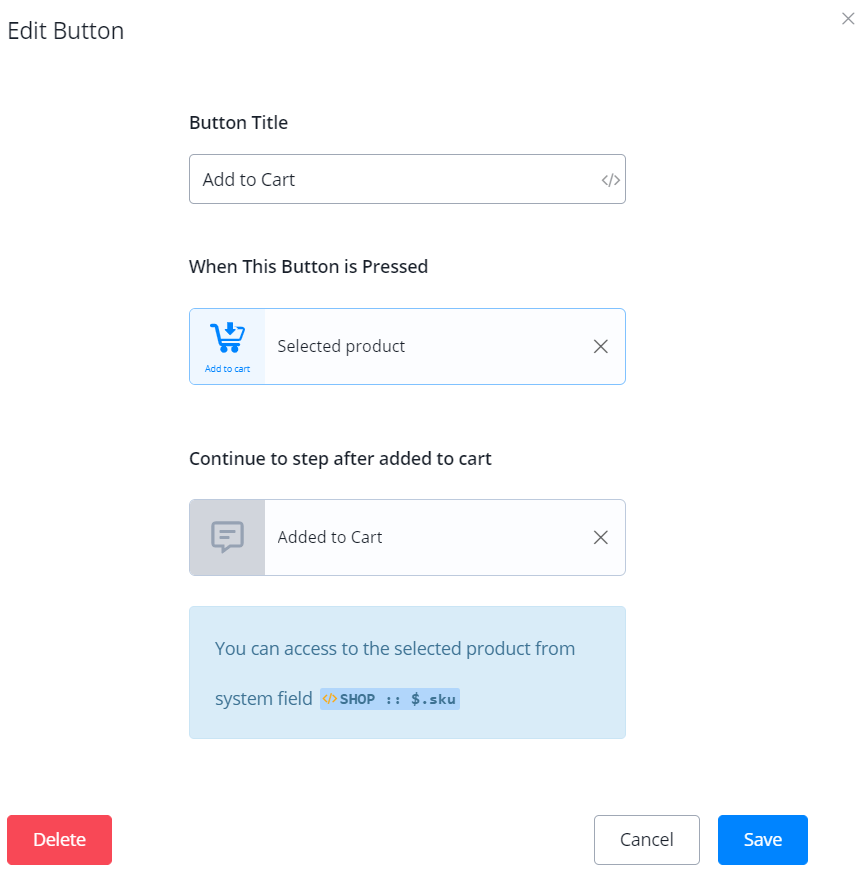 Edit Button
Button Title
Add to Cart
</>
When This Button is Pressed
Add to cart
Selected product
Continue to step after added to cart
Added to Cart
You can access to the selected product from
system field </> SHOP :: $.sku
Delete
Cancel
Save